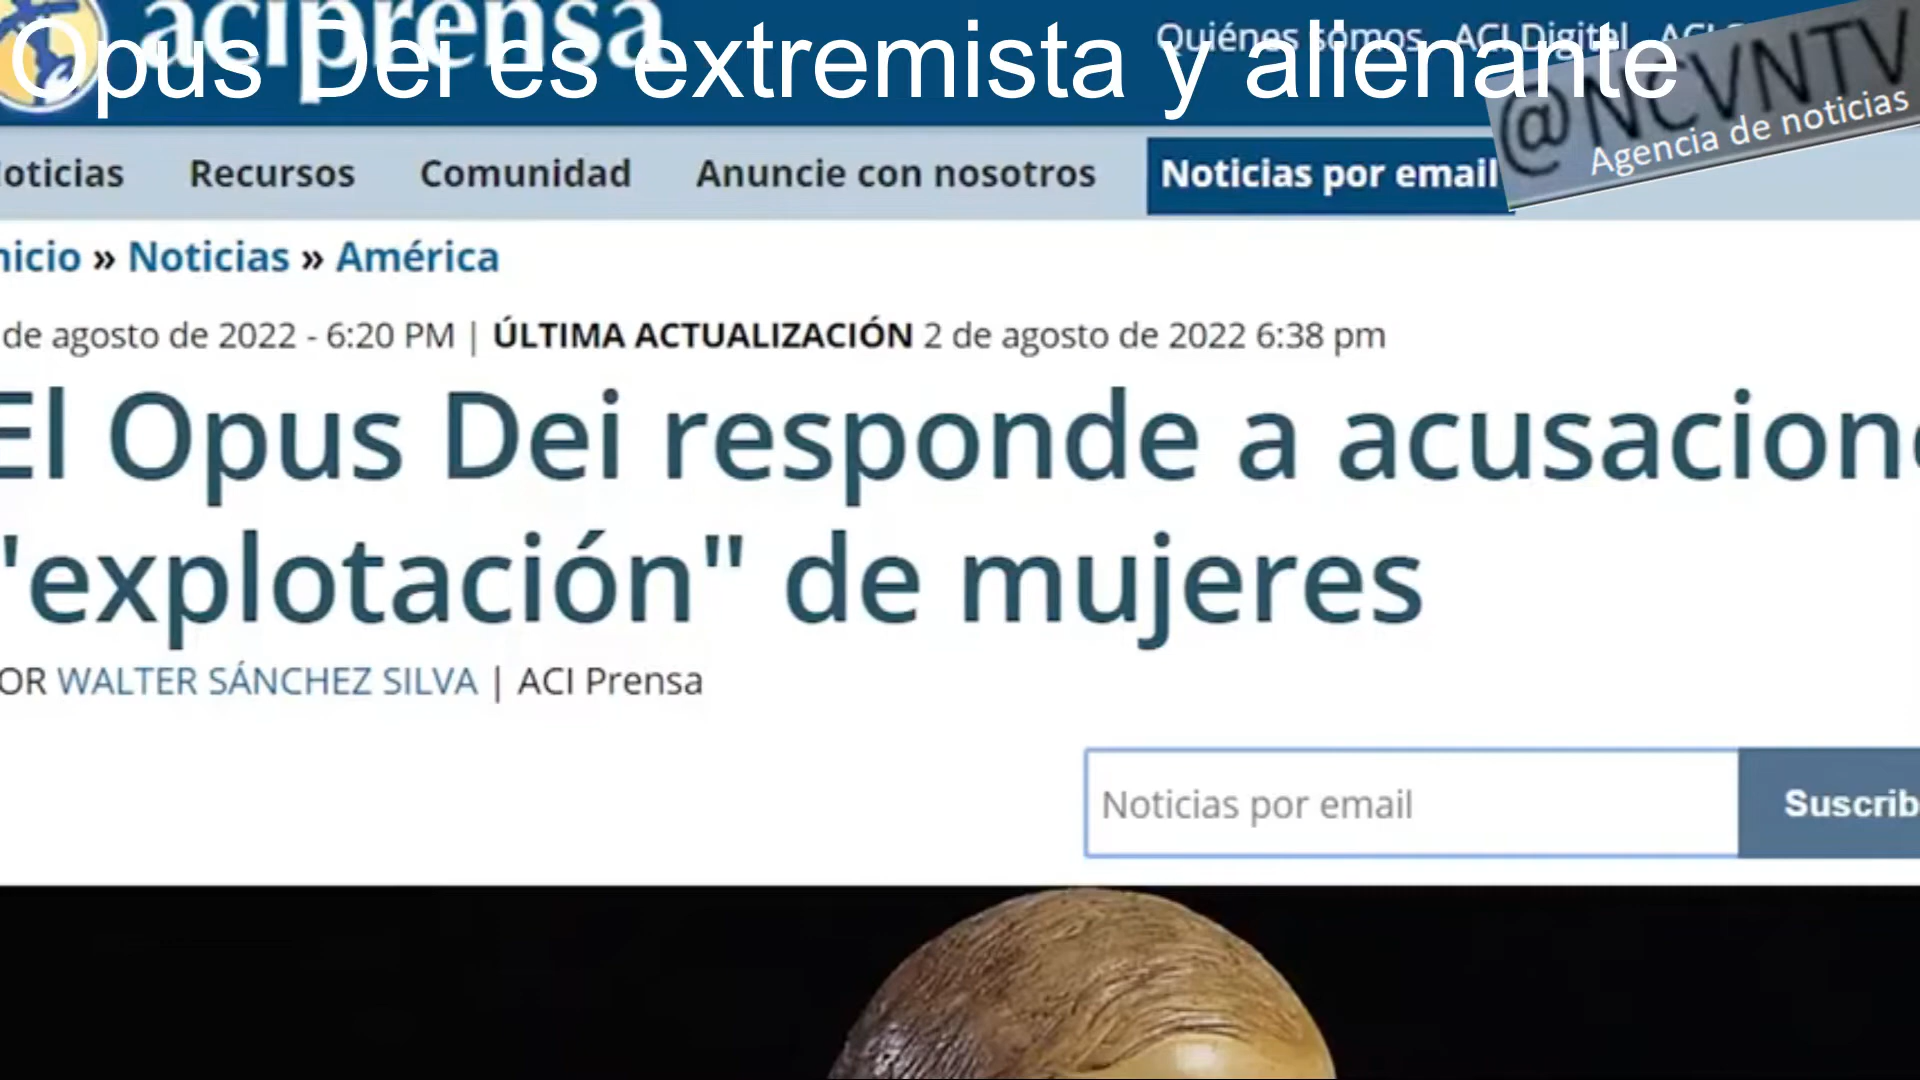 Opus Dei es extremista y alienante
aciprensa
Quiénes somos ACI Digital ACI
@NCVNTV
Agencia de noticias
oticias Recursos Comunidad Anuncie con nosotros Noticias por email
nicio » Noticias » América
de agosto de 2022 - 6:20 PM | ÚLTIMA ACTUALIZACIÓN 2 de agosto de 2022 6:38 pm
El Opus Dei responde a acusacion
"explotación" de mujeres
OR WALTER SÁNCHEZ SILVA | ACI Prensa
Noticias por email
Suscrib